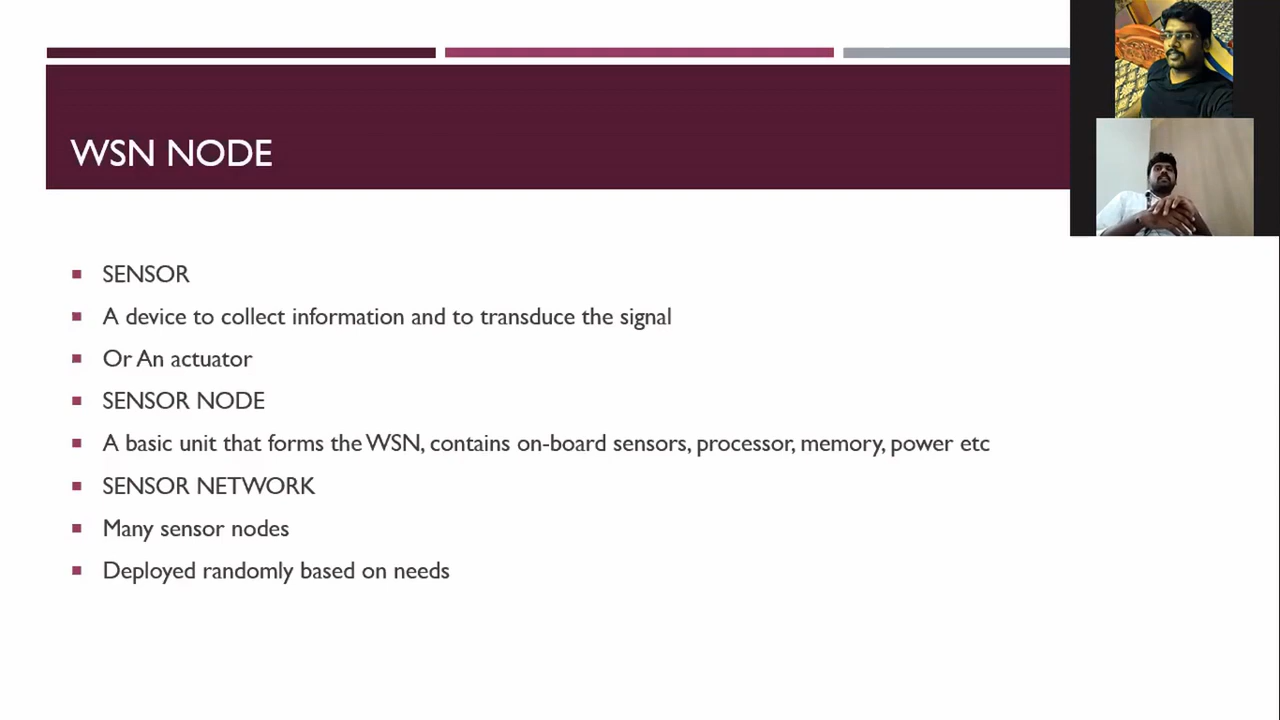 WSN NODE
SENSOR
A device to collect information and to transduce the signal
Or An actuator
SENSOR NODE
A basic unit that forms the WSN, contains on-board sensors, processor, memory, power etc
SENSOR NETWORK
Many sensor nodes
Deployed randomly based on needs